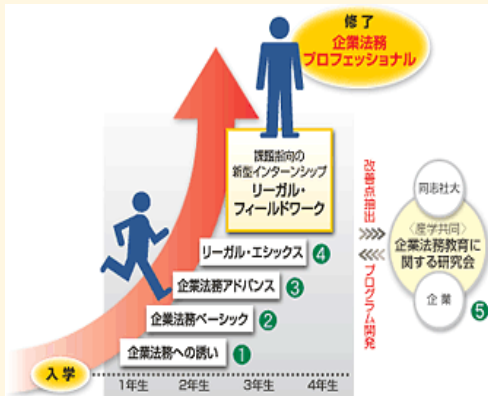 修了
企業法務
プロフェッショナル
課題指向の
新型インターンシップ
リーガル・
フィールドワーク
リーガル・エシックス ④
企業法務アドバンス ③
企業法務ベーシック ②
企業法務への誘い ①
入学
1年生 2年生 3年生 4年生
改善点抽出
プログラム開発
同志社大
〈産学共同〉
企業法務教育に
関する研究会
企業
⑤